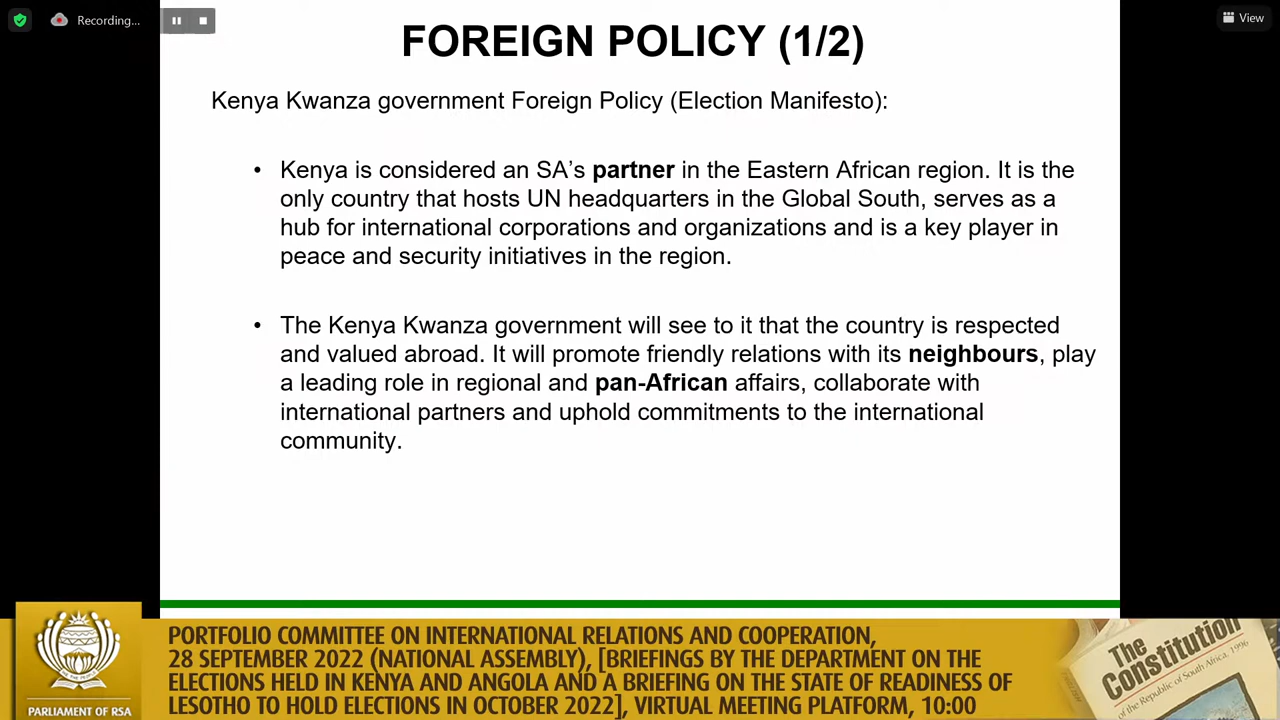 Recording...
View
FOREIGN POLICY (1/2)
Kenya Kwanza government Foreign Policy (Election Manifesto):
• Kenya is considered an SA's partner in the Eastern African region. It is the
only country that hosts UN headquarters in the Global South, serves as a
hub for international corporations and organizations and is a key player in
peace and security initiatives in the region.
• The Kenya Kwanza government will see to it that the country is respected
and valued abroad. It will promote friendly relations with its neighbours, play
a leading role in regional and pan-African affairs, collaborate with
international partners and uphold commitments to the international
community.
PARLIAMENT OF RSA
PORTFOLIO COMMITTEE ON INTERNATIONAL RELATIONS AND COOPERATION,
28 SEPTEMBER 2022 (NATIONAL ASSEMBLY), [BRIEFINGS BY THE DEPARTMENT ON THE
ELECTIONS HELD IN KENYA AND ANGOLA AND A BRIEFING ON THE STATE OF READINESS OF
LESOTHO TO HOLD ELECTIONS IN OCTOBER 2022], VIRTUAL MEETING PLATFORM, 10:00
The
Constitution
of the Republic of South Africa, 1996